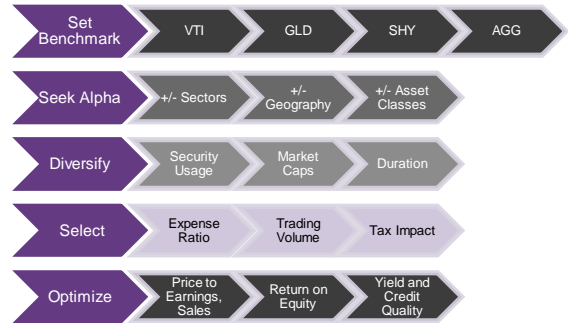 Set
Benchmark
VTI
GLD
SHY
AGG
Seek Alpha
+/- Sectors
+/-
Geography
+/- Asset
Classes
Diversify
Security
Usage
Market
Caps
Duration
Select
Expense
Ratio
Trading
Volume
Tax Impact
Optimize
Price to
Earnings,
Sales
Return on
Equity
Yield and
Credit
Quality